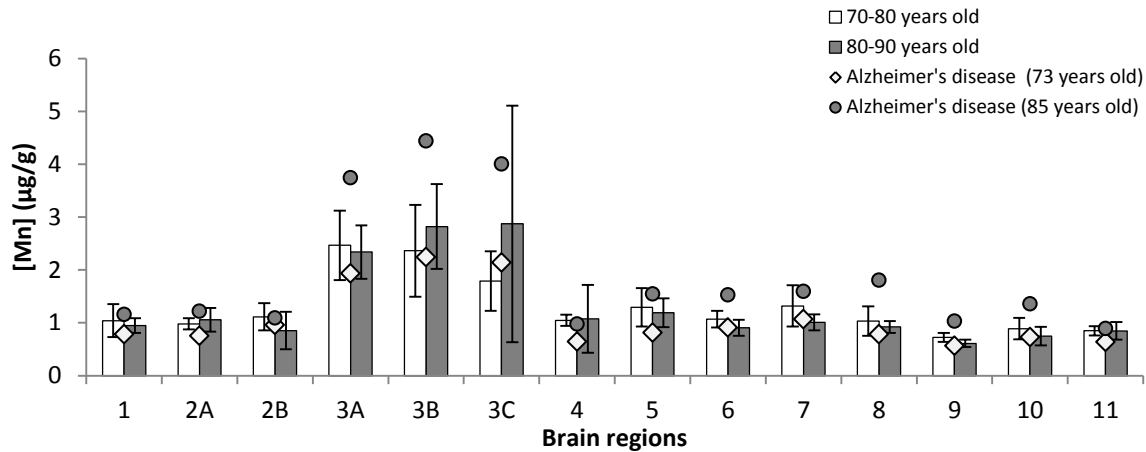 70-80 years old
80-90 years old
Alzheimer's disease (73 years old)
Alzheimer's disease (85 years old)
[Mn] (µg/g)
6
5
4
3
2
1
0
1 2A 2B 3A 3B 3C 4 5 6 7 8 9 10 11
Brain regions